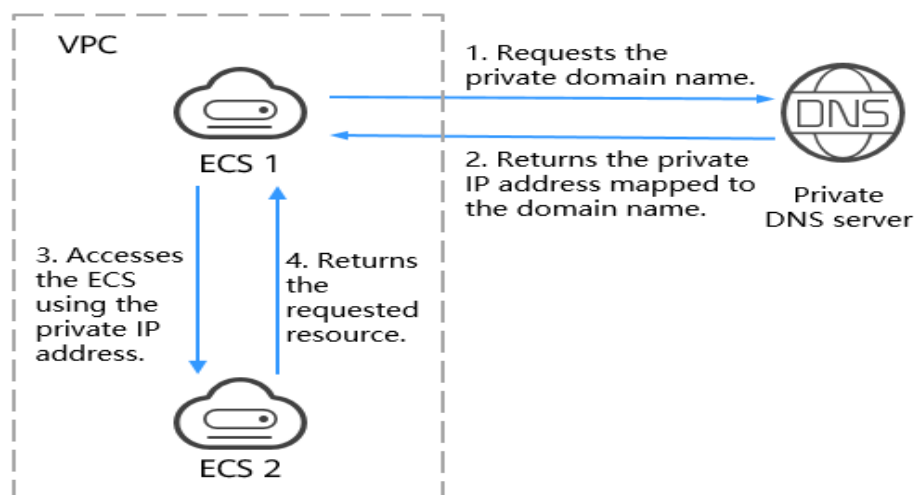 VPC
1. Requests the
private domain name.
DNS
ECS 1
2. Returns the private
IP address mapped to
the domain name.
Private
DNS server
3. Accesses
the ECS
using the
private IP
address.
4. Returns
the
requested
resource.
ECS 2